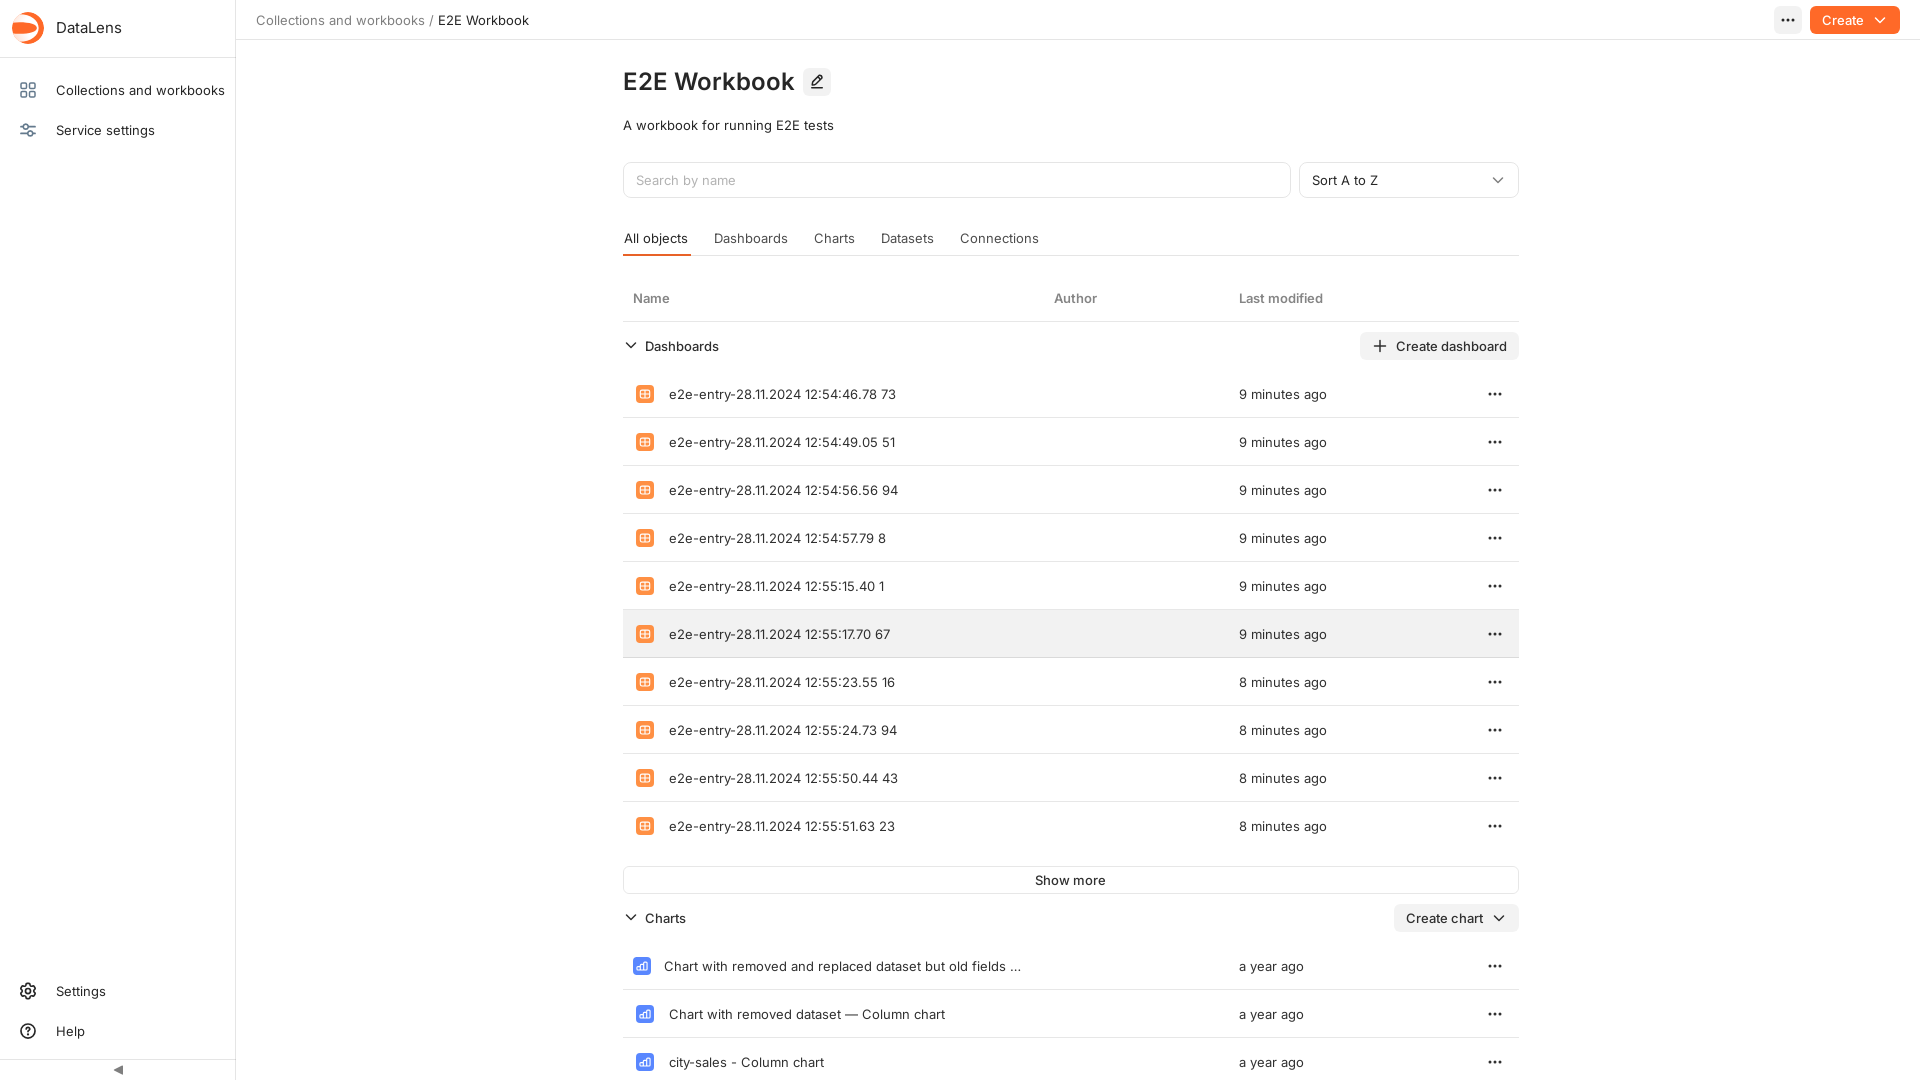 DataLens
Collections and workbooks / E2E Workbook
Create
Collections and workbooks
Service settings
E2E Workbook
A workbook for running E2E tests
Search by name
Sort A to Z
All objects Dashboards Charts Datasets Connections
Name Author Last modified
Dashboards Create dashboard
e2e-entry-28.11.2024 12:54:46.78 73 9 minutes ago
e2e-entry-28.11.2024 12:54:49.05 51 9 minutes ago
e2e-entry-28.11.2024 12:54:56.56 94 9 minutes ago
e2e-entry-28.11.2024 12:54:57.79 8 9 minutes ago
e2e-entry-28.11.2024 12:55:15.40 1 9 minutes ago
e2e-entry-28.11.2024 12:55:17.70 67 9 minutes ago
e2e-entry-28.11.2024 12:55:23.55 16 8 minutes ago
e2e-entry-28.11.2024 12:55:24.73 94 8 minutes ago
e2e-entry-28.11.2024 12:55:50.44 43 8 minutes ago
e2e-entry-28.11.2024 12:55:51.63 23 8 minutes ago
Show more
Charts Create chart
Chart with removed and replaced dataset but old fields ... a year ago
Chart with removed dataset — Column chart a year ago
city-sales - Column chart a year ago
Settings
Help